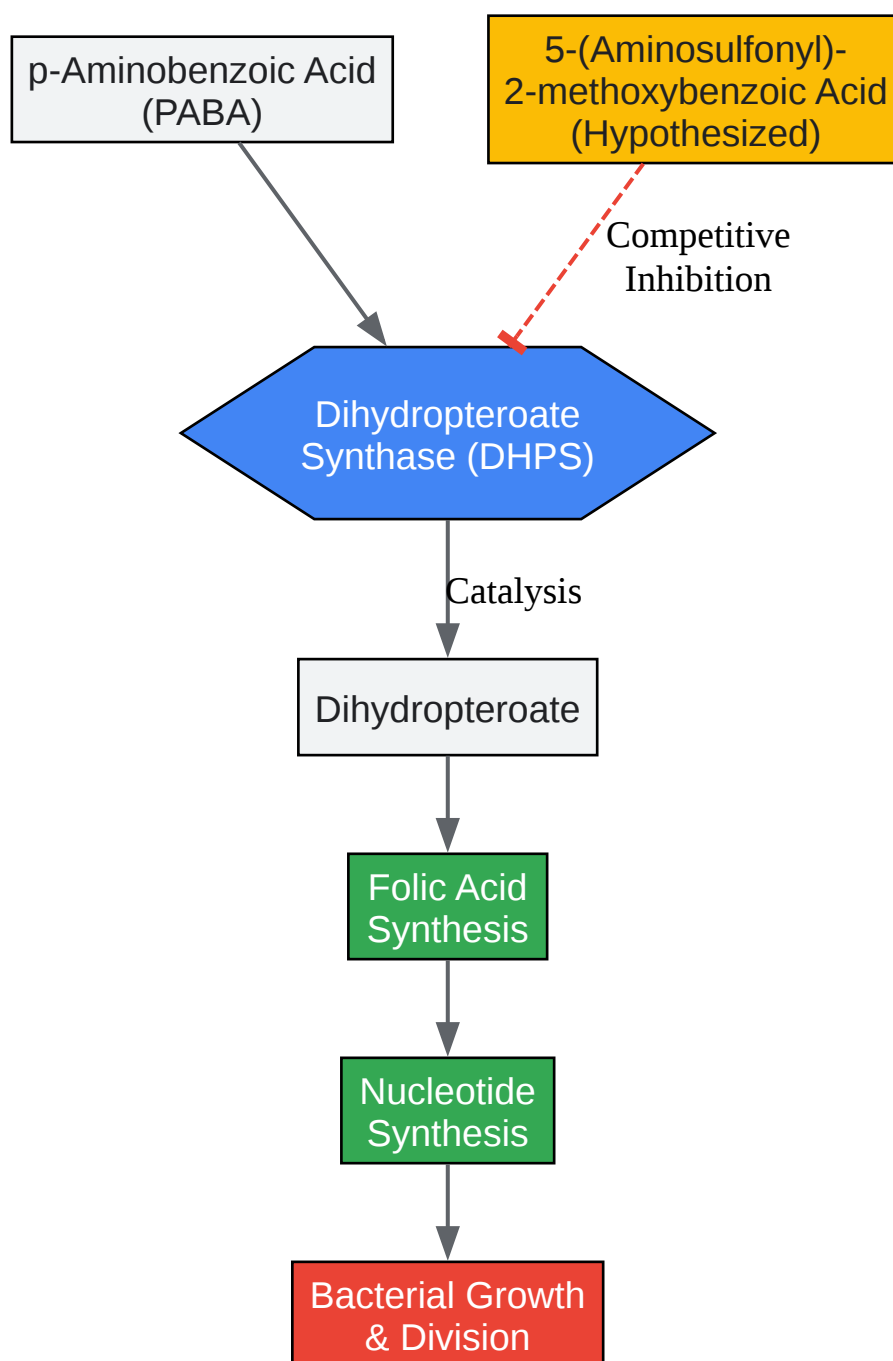 p-Aminobenzoic Acid
(PABA)
5-(Aminosulfonyl)-
2-methoxybenzoic Acid
(Hypothesized)
Competitive
Inhibition
Dihydropteroate
Synthase (DHPS)
Catalysis
Dihydropteroate
Folic Acid
Synthesis
Nucleotide
Synthesis
Bacterial Growth
& Division